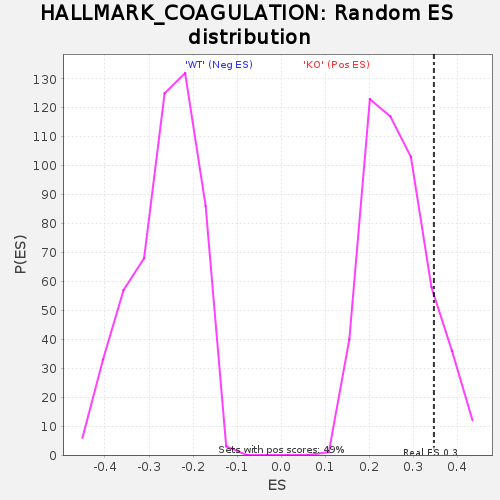 HALLMARK_COAGULATION: Random ES
distribution
'WT' (Neg ES) 'KO' (Pos ES)
130
120
110
100
90
80
70
60
50
40
30
20
10
0
P(ES)
Sets with pos scores: 49%
Real ES 0.3
-0.4 -0.3 -0.2 -0.1 0.0 0.1 0.2 0.3 0.4
ES